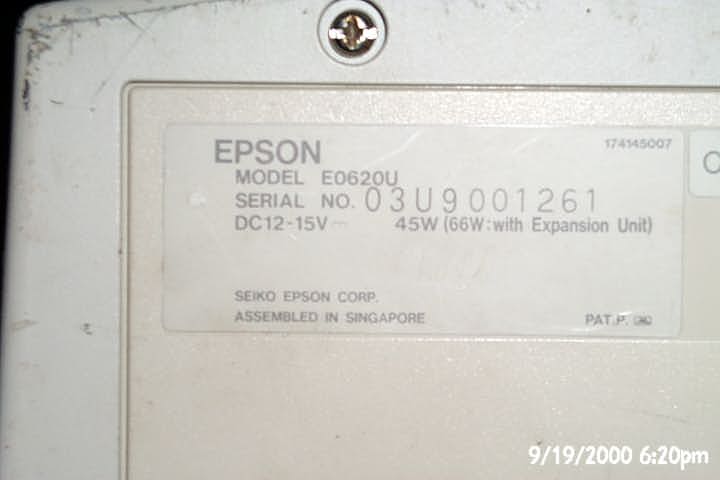 EPSON
174145007
MODEL E0620U
SERIAL NO. 03U9001261
DC12-15V 45W (66W: with Expansion Unit)
SEIKO EPSON CORP.
ASSEMBLED IN SINGAPORE
PAT.P.
9/19/2000 6:20pm